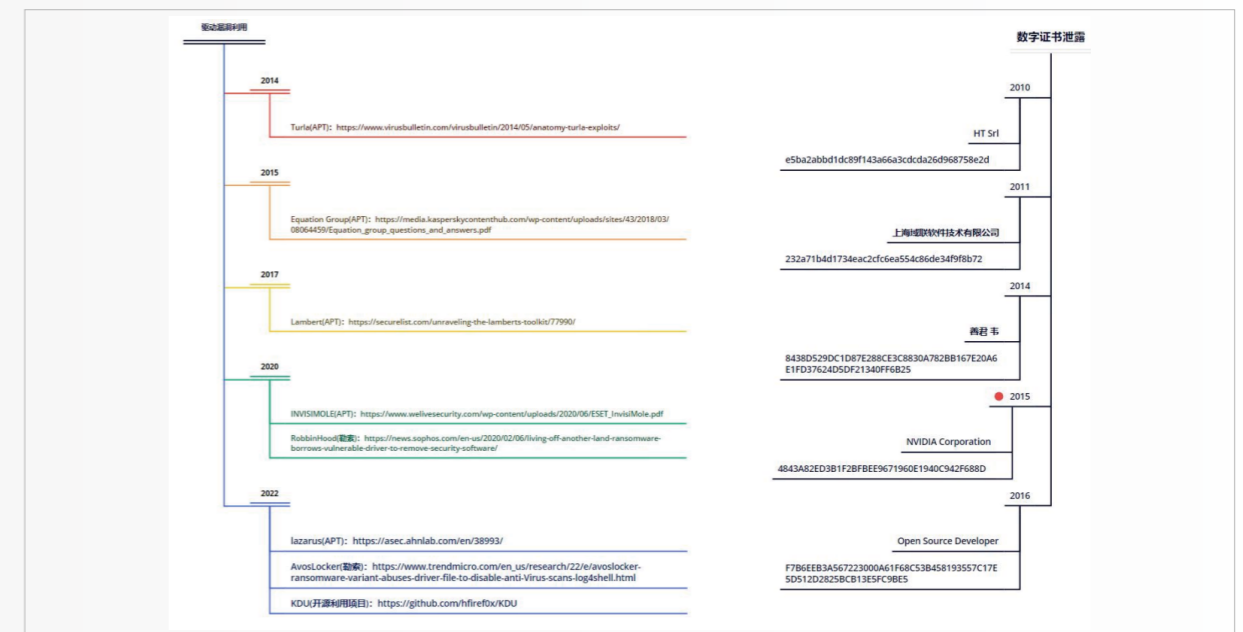 驱动漏洞利用
2014
Turla(APT)：https://www.virusbulletin.com/virusbulletin/2014/05/anatomy-turla-exploits/
2015
Equation Group(APT)：https://media.kasperskycontenthub.com/wp-content/uploads/sites/43/2018/03/
08064459/Equation_group_questions_and_answers.pdf
2017
Lambert(APT)：https://securelist.com/unraveling-the-lamberts-toolkit/77990/
2020
INVISIMOLE(APT)：https://www.welivesecurity.com/wp-content/uploads/2020/06/ESET_InvisiMole.pdf
RobbinHood(勒索)：https://news.sophos.com/en-us/2020/02/06/living-off-another-land-ransomware-
borrows-vulnerable-driver-to-remove-security-software/
2022
lazarus(APT)：https://asec.ahnlab.com/en/38993/
AvosLocker(勒索)：https://www.trendmicro.com/en_us/research/22/e/avoslocker-
ransomware-variant-abuses-driver-file-to-disable-anti-Virus-scans-log4shell.html
KDU(开源利用项目)：https://github.com/hfiref0x/KDU
数字证书泄露
2010
HT Srl
e5ba2abbd1dc89f143a66a3cdcda26d968758e2d
2011
上海域联软件技术有限公司
232a71b4d1734eac2cfc6ea554c86de34f9f8b72
2014
善君 韦
8438D529DC1D87E288CE3C8830A782BB167E20A6
E1FD37624D5DF21340FF6B25
2015
NVIDIA Corporation
4843A82ED3B1F2BFBEE9671960E1940C942F688D
2016
Open Source Developer
F7B6EEB3A567223000A61F68C53B458193557C17E
5D512D2825BCB13E5FC9BE5